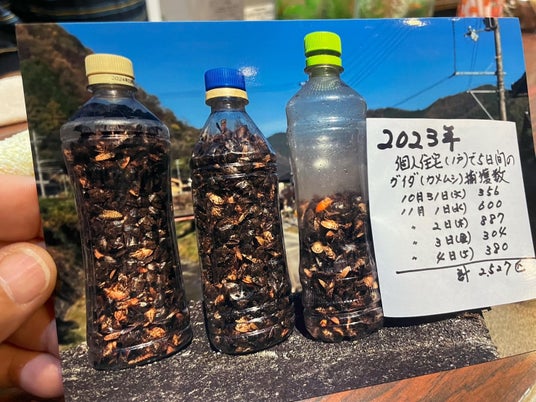 2023年
個人住宅(1戸)で5日間の
グイダ(カメムシ)捕獲数
10月31日(火) 356
11月 1日(水) 600
〃 2日(木) 887
〃 3日(金) 304
〃 4日(土) 380
計 2,527匹